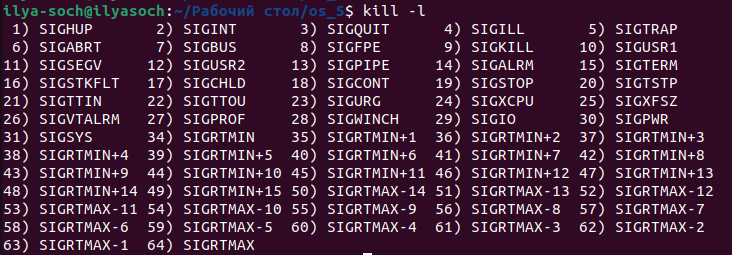 ilya-soch@ilyasoch:~/Рабочий стол/os_5$ kill -l
 1) SIGHUP       2) SIGINT       3) SIGQUIT      4) SIGILL       5) SIGTRAP
 6) SIGABRT      7) SIGBUS       8) SIGFPE       9) SIGKILL     10) SIGUSR1
11) SIGSEGV     12) SIGUSR2     13) SIGPIPE     14) SIGALRM     15) SIGTERM
16) SIGSTKFLT   17) SIGCHLD     18) SIGCONT     19) SIGSTOP     20) SIGTSTP
21) SIGTTIN     22) SIGTTOU     23) SIGURG      24) SIGXCPU     25) SIGXFSZ
26) SIGVTALRM   27) SIGPROF     28) SIGWINCH    29) SIGIO       30) SIGPWR
31) SIGSYS      34) SIGRTMIN    35) SIGRTMIN+1  36) SIGRTMIN+2  37) SIGRTMIN+3
38) SIGRTMIN+4  39) SIGRTMIN+5  40) SIGRTMIN+6  41) SIGRTMIN+7  42) SIGRTMIN+8
43) SIGRTMIN+9  44) SIGRTMIN+10 45) SIGRTMIN+11 46) SIGRTMIN+12 47) SIGRTMIN+13
48) SIGRTMIN+14 49) SIGRTMIN+15 50) SIGRTMAX-14 51) SIGRTMAX-13 52) SIGRTMAX-12
53) SIGRTMAX-11 54) SIGRTMAX-10 55) SIGRTMAX-9  56) SIGRTMAX-8  57) SIGRTMAX-7
58) SIGRTMAX-6  59) SIGRTMAX-5  60) SIGRTMAX-4  61) SIGRTMAX-3  62) SIGRTMAX-2
63) SIGRTMAX-1  64) SIGRTMAX